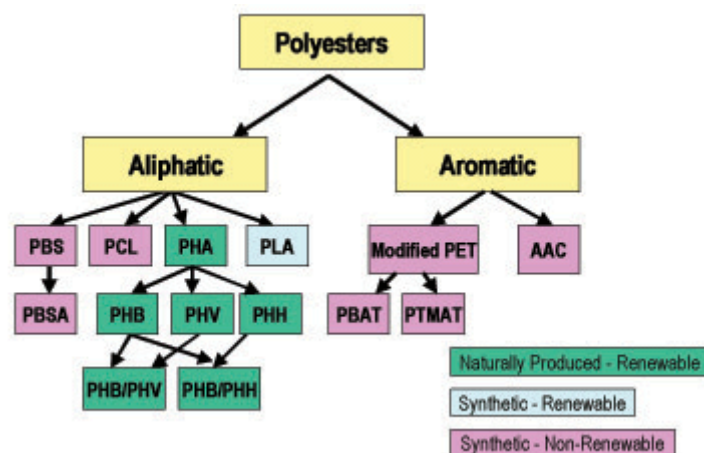 Polyesters
Aliphatic
Aromatic
PBS
PCL
PHA
PLA
Modified PET
AAC
PBSA
PHB
PHV
PHH
PBAT
PTMAT
PHB/PHV
PHB/PHH
Naturally Produced - Renewable
Synthetic - Renewable
Synthetic - Non-Renewable